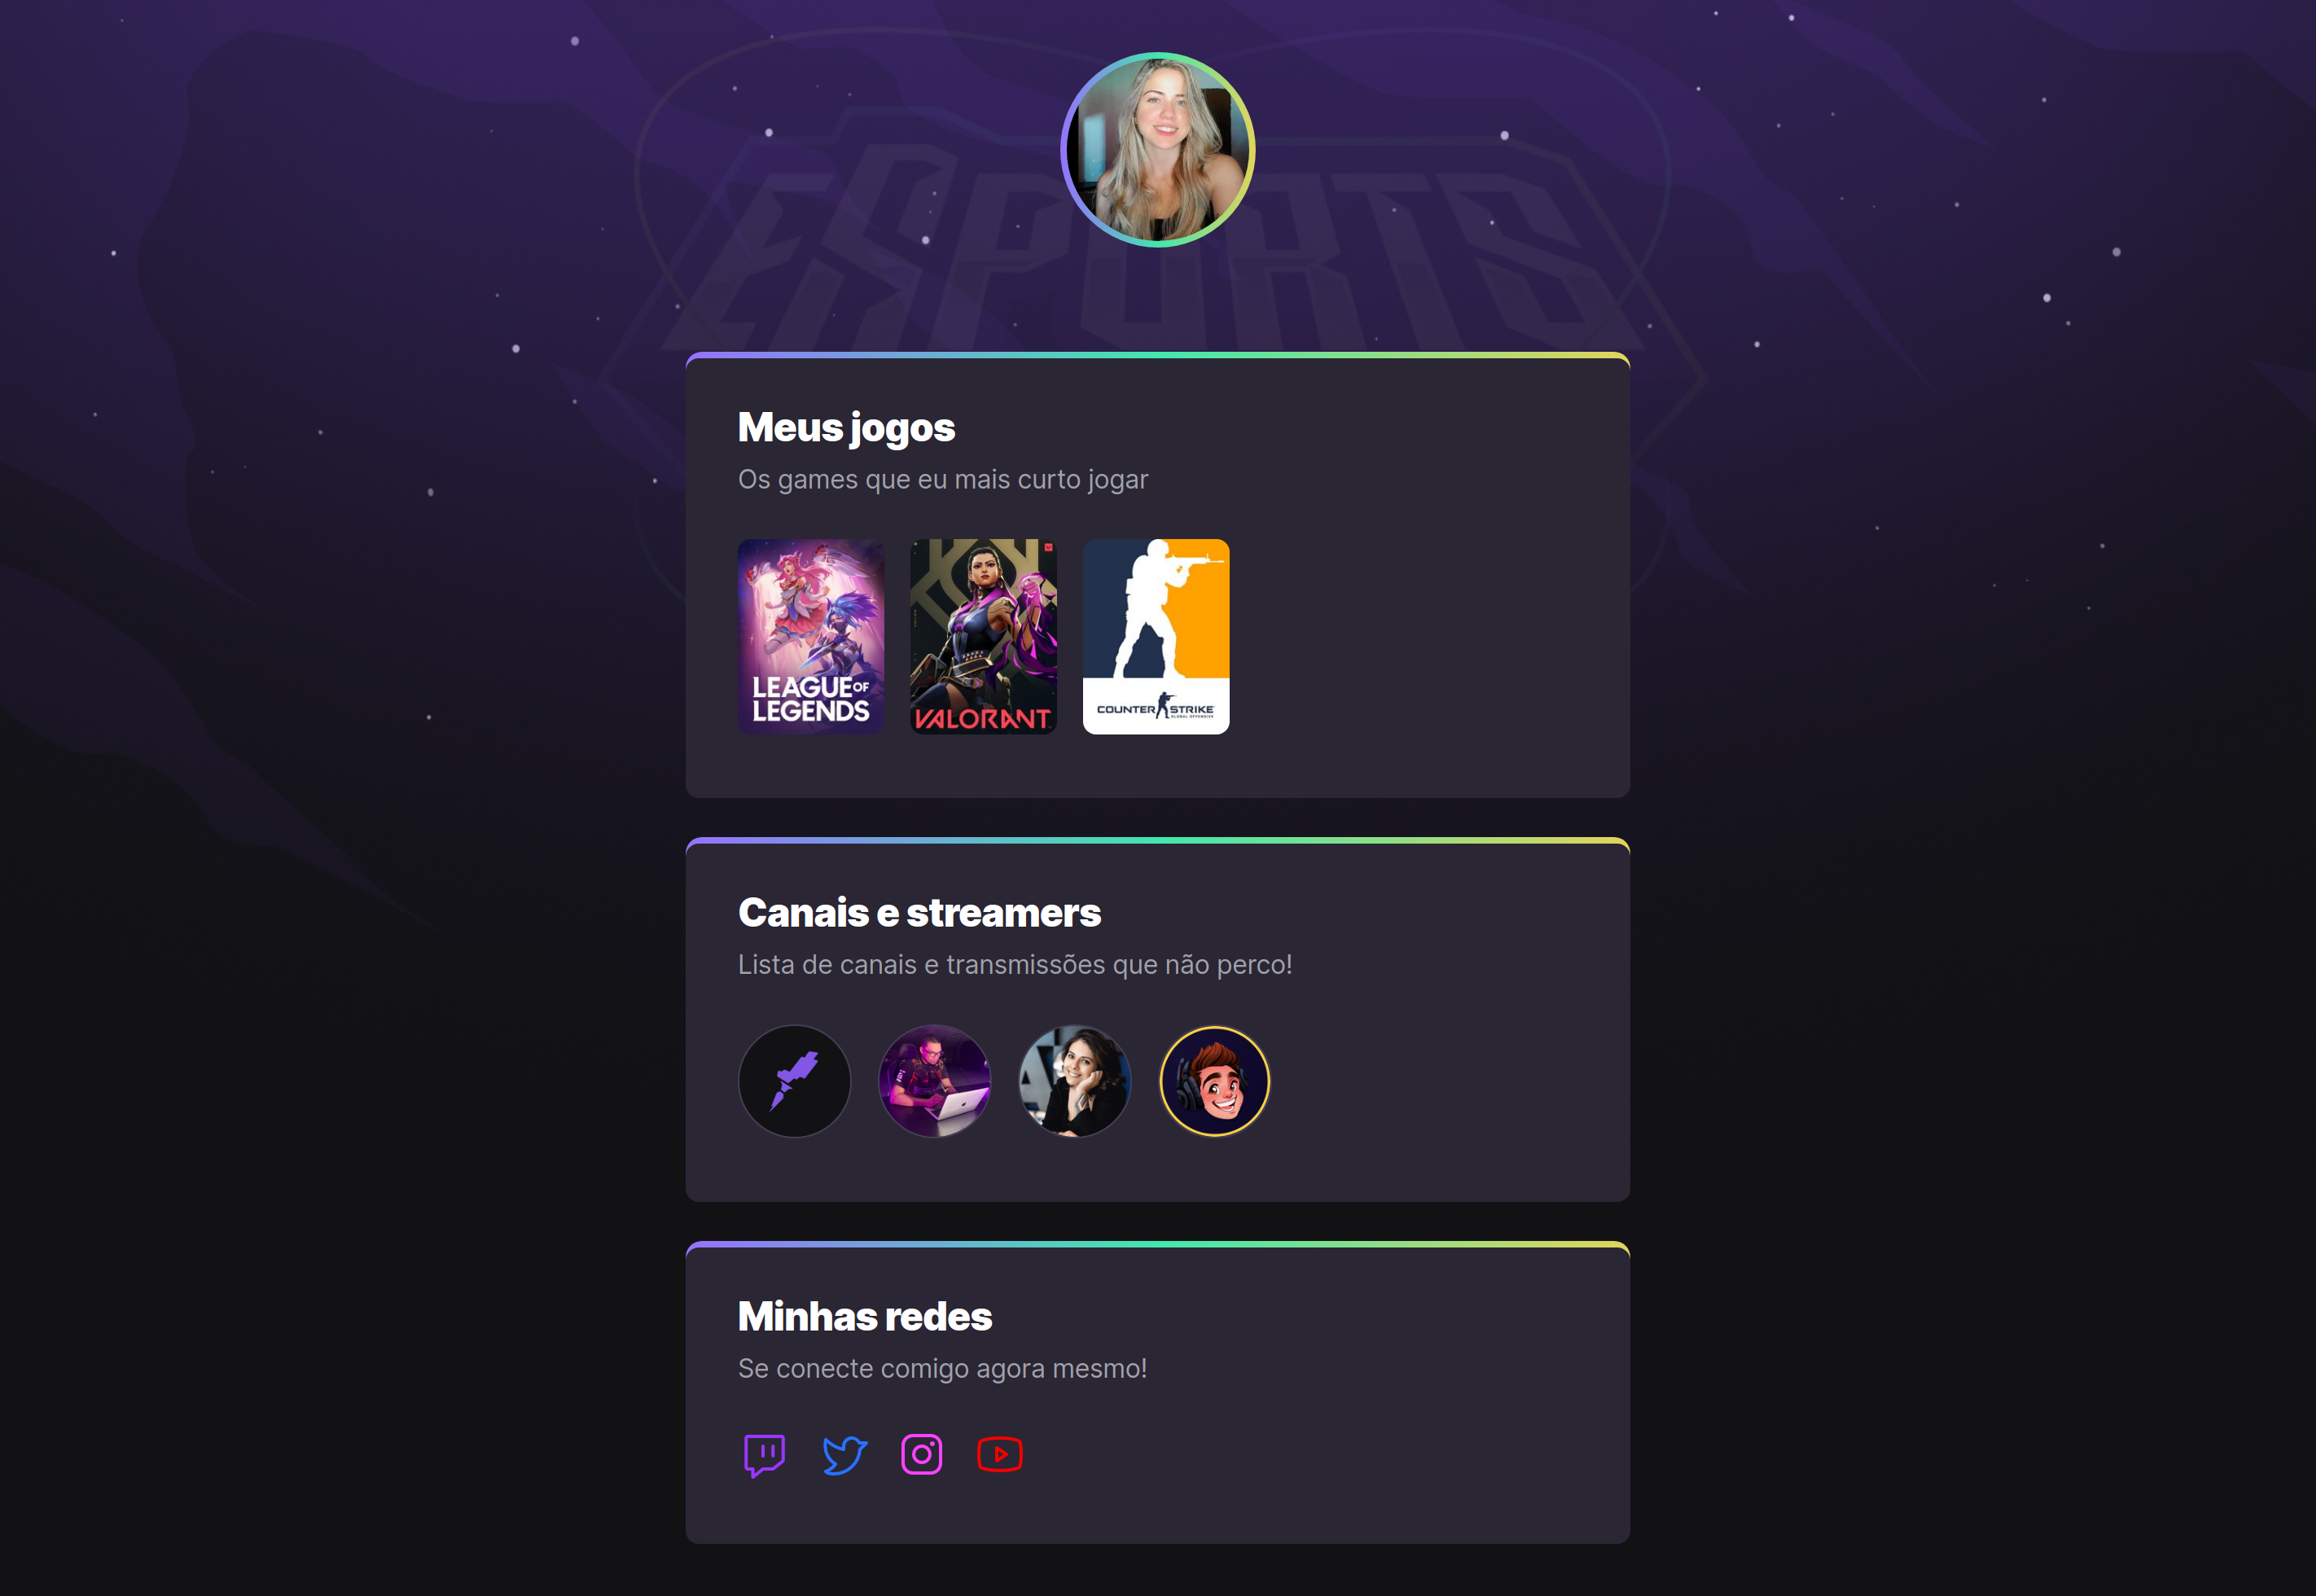 ESPORTS
Meus jogos
Os games que eu mais curto jogar
LEAGUE OF
LEGENDS
VALORANT
COUNTER STRIKE
GLOBAL OFFENSIVE
Canais e streamers
Lista de canais e transmissões que não perco!
Minhas redes
Se conecte comigo agora mesmo!